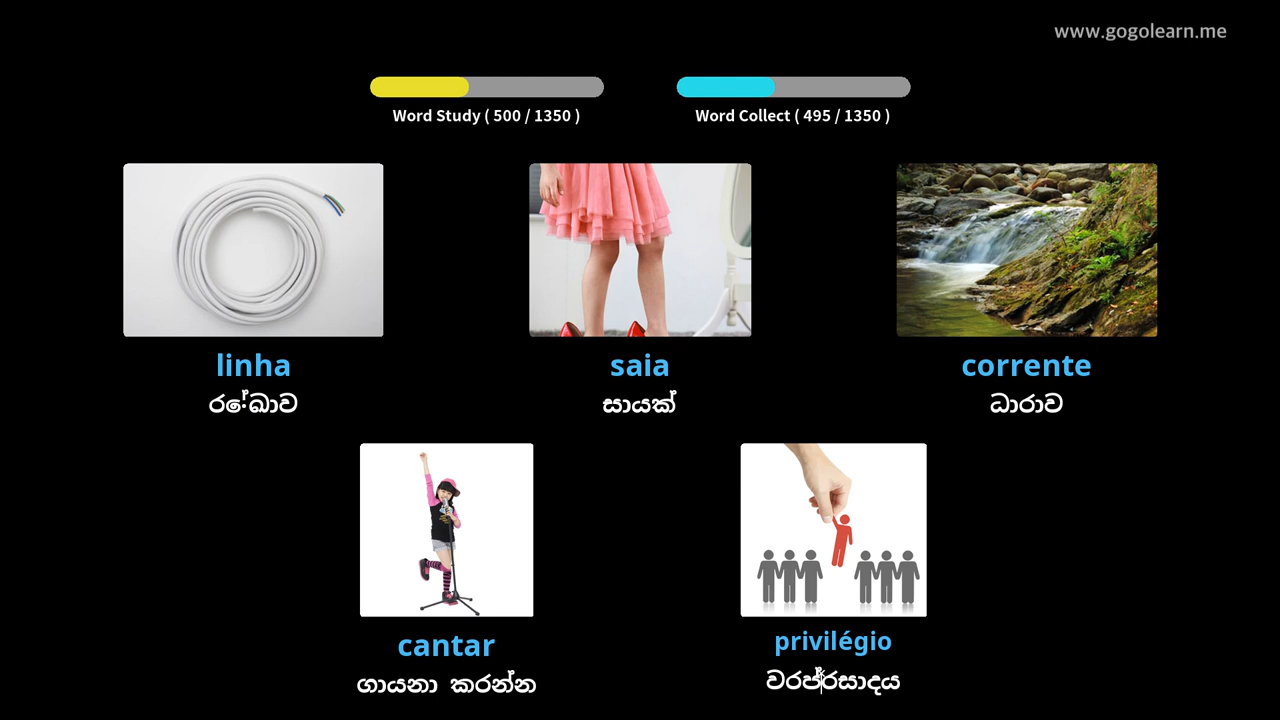 www.gogolearn.me
Word Study ( 500 / 1350 )
Word Collect ( 495 / 1350 )
linha
රේඛාව
saia
සායක්
corrente
ධාරාව
cantar
ගායනා කරන්න
privilégio
වරප්‍රසාදය